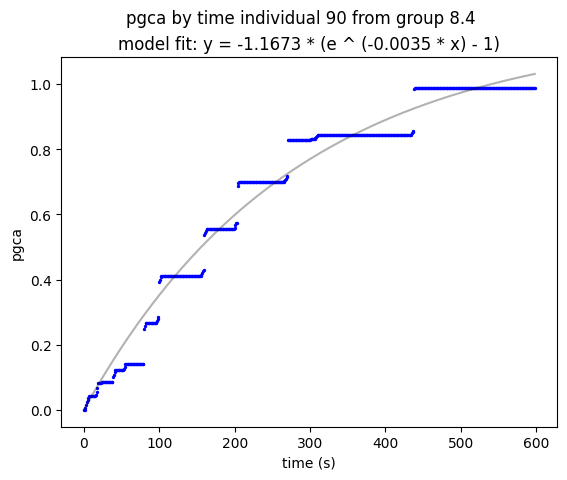 pgca by time individual 90 from group 8.4
model fit: y = -1.1673 * (e ^ (-0.0035 * x) - 1)
1.0
0.8
0.6
0.4
0.2
0.0
pgca
0 100 200 300 400 500 600
time (s)